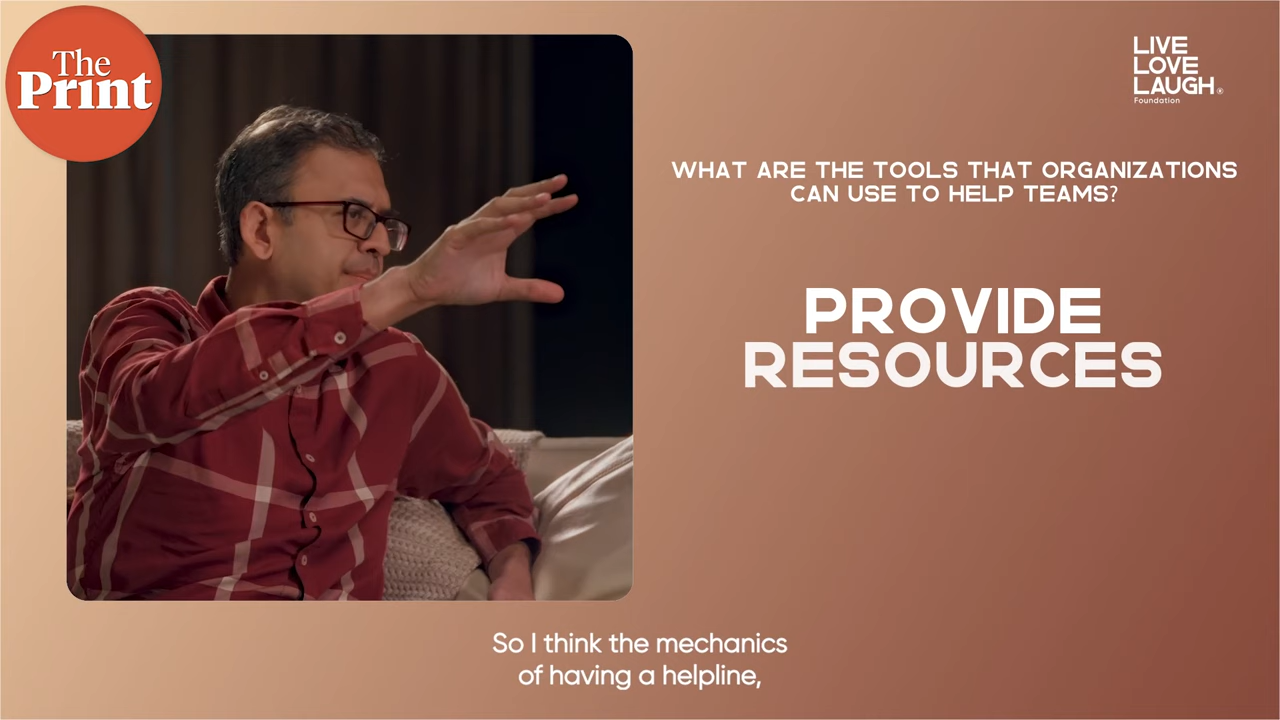 The
Print
LIVE
LOVE
LAUGH®
Foundation
WHAT ARE THE TOOLS THAT ORGANIZATIONS
CAN USE TO HELP TEAMS?
PROVIDE
RESOURCES
So I think the mechanics
of having a helpline,